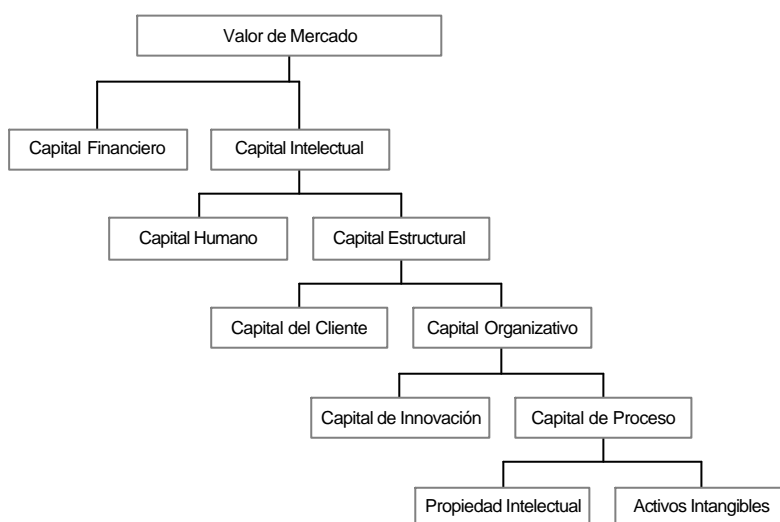 Valor de Mercado
Capital Financiero
Capital Intelectual
Capital Humano
Capital Estructural
Capital del Cliente
Capital Organizativo
Capital de Innovación
Capital de Proceso
Propiedad Intelectual
Activos Intangibles